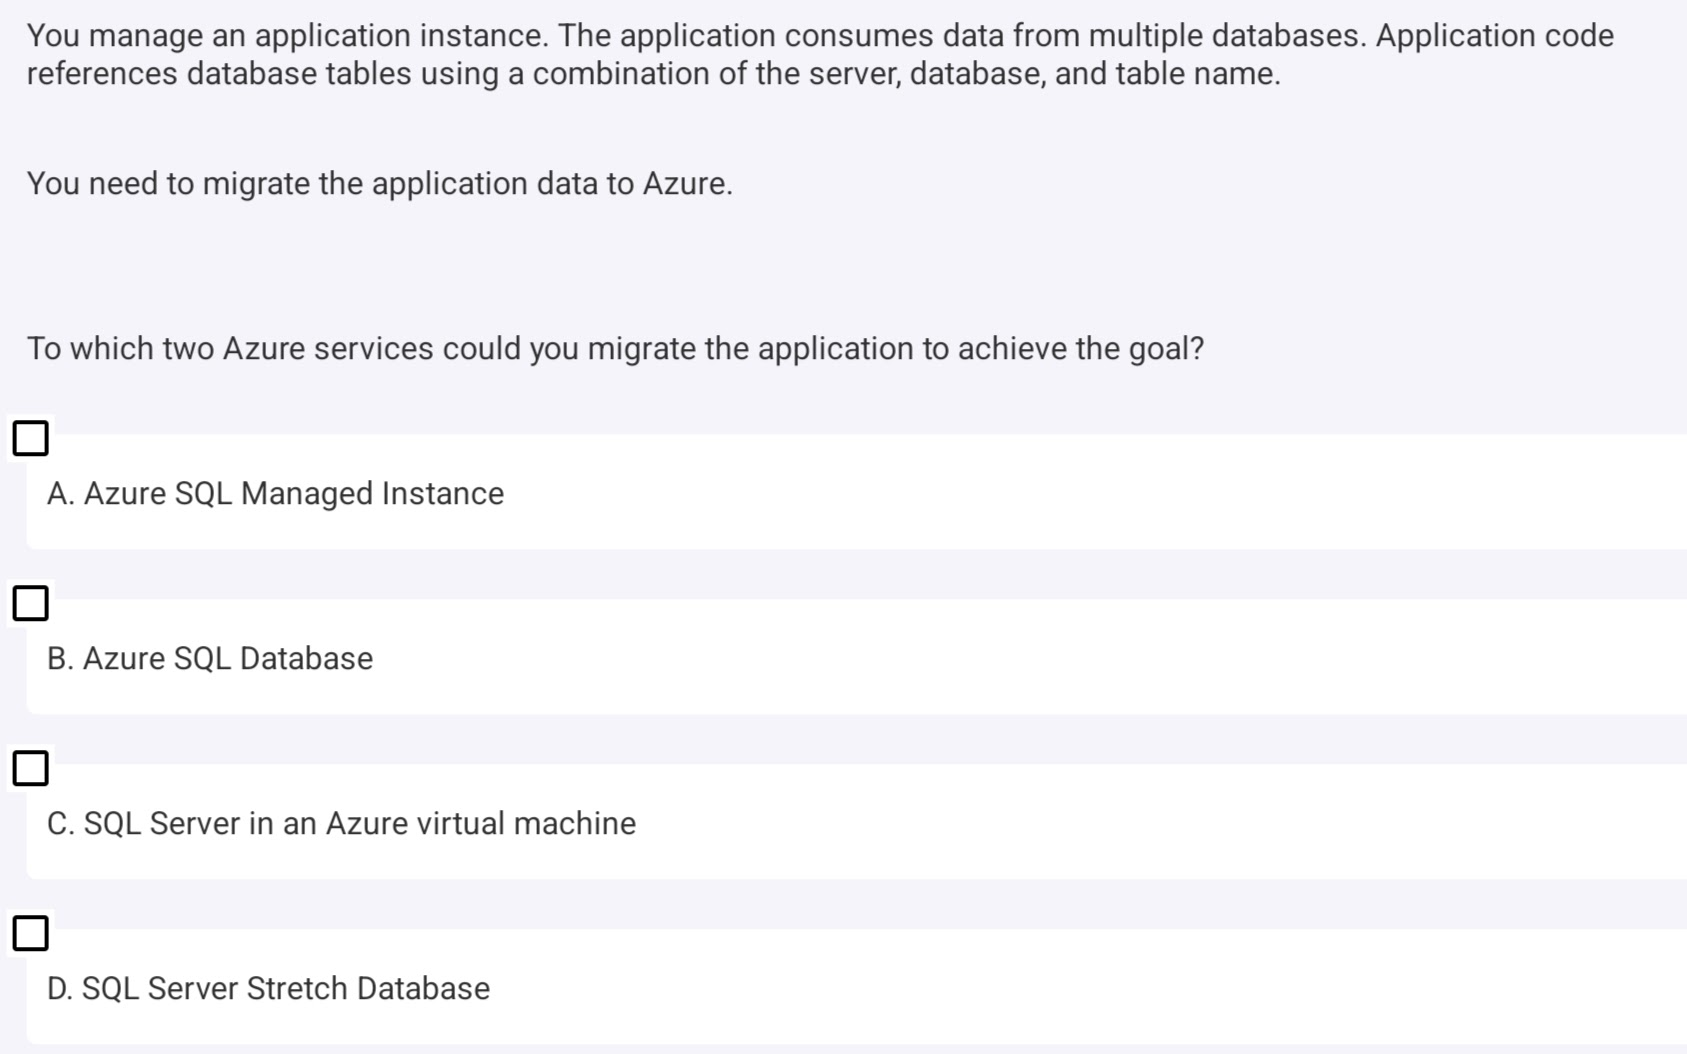 You manage an application instance. The application consumes data from multiple databases. Application code
references database tables using a combination of the server, database, and table name.
You need to migrate the application data to Azure.
To which two Azure services could you migrate the application to achieve the goal?
A. Azure SQL Managed Instance
B. Azure SQL Database
C. SQL Server in an Azure virtual machine
D. SQL Server Stretch Database